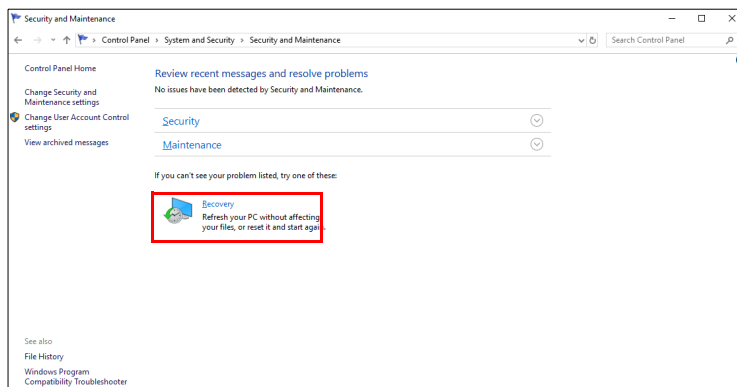 Security and Maintenance
Control Panel > System and Security > Security and Maintenance
Search Control Panel
Control Panel Home
Change Security and
Maintenance settings
Change User Account Control
settings
View archived messages
Review recent messages and resolve problems
No issues have been detected by Security and Maintenance.
Security
Maintenance
If you can't see your problem listed, try one of these:
Recovery
Refresh your PC without affecting
your files, or reset it and start again.
See also
File History
Windows Program
Compatibility Troubleshooter